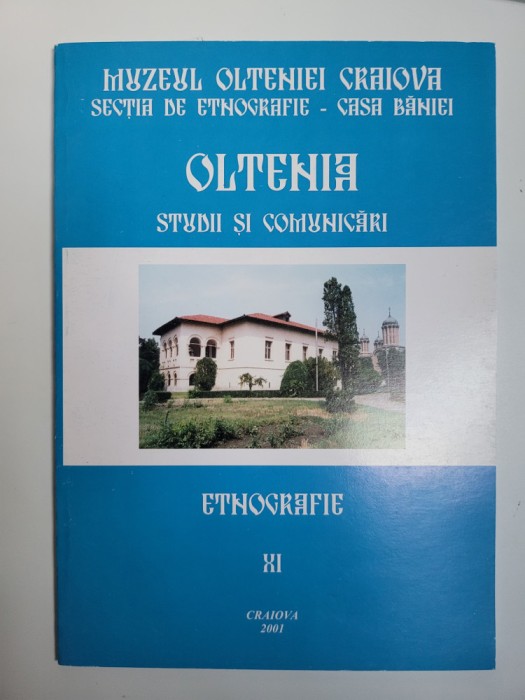 MUZEUL OLTENIEI CRAIOVA
SECȚIA DE ETNOGRAFIE - CASA BĂNIEI
OLTENIA
STUDII ȘI COMUNICĂRI
ETNOGRAFIE
XI
CRAIOVA
2001